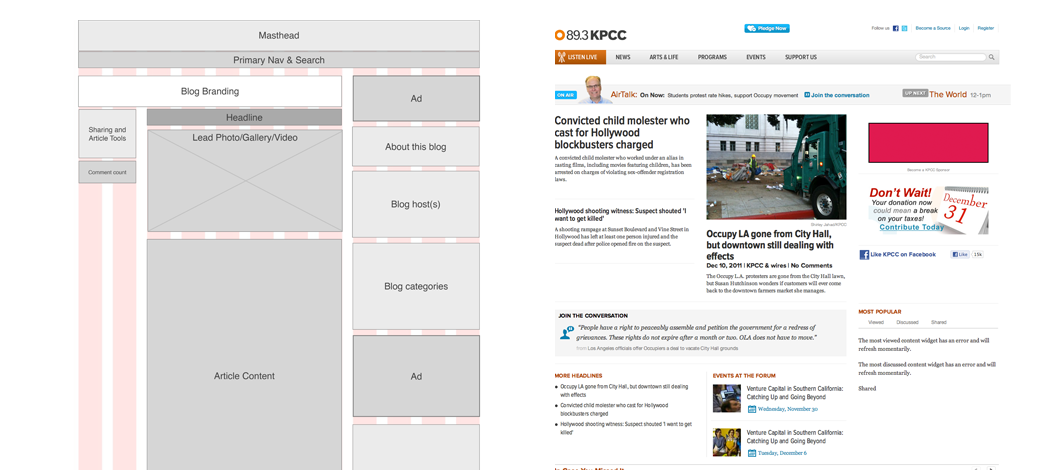 Masthead
Primary Nav & Search
Blog Branding
Ad
Sharing and
Article Tools
Headline
Lead Photo/Gallery/Video
About this blog
Comment count
Blog host(s)
Blog categories
Article Content
Ad
89.3 KPCC
Pledge Now
Follow us
Become a Source
Login
Register
LISTEN LIVE
NEWS
ARTS & LIFE
PROGRAMS
EVENTS
SUPPORT US
Search
ON AIR
AirTalk: On Now: Students protest rate hikes, support Occupy movement
Join the conversation
UP NEXT
The World 12-1pm
Convicted child molester who
cast for Hollywood
blockbusters charged
A convicted child molester who worked under an alias in
casting films, including movies featuring children, has been
arrested on charges of violating sex-offender registration
laws.
Hollywood shooting witness: Suspect shouted 'I
want to get killed'
A shooting rampage at Sunset Boulevard and Vine Street in
Hollywood has left at least one person injured and the
suspect dead after police opened fire on the suspect.
Occupy LA gone from City Hall,
but downtown still dealing with
effects
Dec 10, 2011 | KPCC & wires | No Comments
The Occupy L.A. protesters are gone from the City Hall lawn,
but Susan Hutchinson wonders if customers will ever come
back to the downtown farmers market she manages.
Become a KPCC Sponsor
Don't Wait!
Your donation now
could mean a break
on your taxes!
Contribute Today
December
31
Like KPCC on Facebook
Like
15k
JOIN THE CONVERSATION
"People have a right to peaceably assemble and petition the government for a redress of
grievances. These rights do not expire after a month or two. OLA does not have to move."
from Los Angeles officials offer Occupiers a deal to vacate City Hall grounds.
MOST POPULAR
Viewed
Discussed
Shared
The most viewed content widget has an error and will
refresh momentarily.
The most discussed content widget has an error and will
refresh momentarily.
Shared
MORE HEADLINES
Occupy LA gone from City Hall, but downtown still dealing
with effects
Convicted child molester who cast for Hollywood
blockbusters charged
Hollywood shooting witness: Suspect shouted 'I want to get
killed'
EVENTS AT THE FORUM
Venture Capital in Southern California:
Catching Up and Going Beyond
Wednesday, November 30
Venture Capital in Southern California:
Catching Up and Going Beyond
Tuesday, December 6